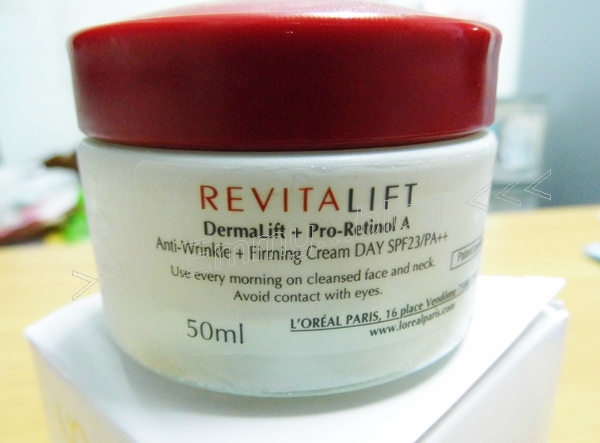 REVITALIFT
DermaLift + Pro-Retinol A
Anti-Wrinkle + Firming Cream DAY SPF23/PA++
Use every morning on cleansed face and neck.
Avoid contact with eyes.
50ml
L'ORÉAL PARIS, 16 place Vendôme
www.lorealparis.com